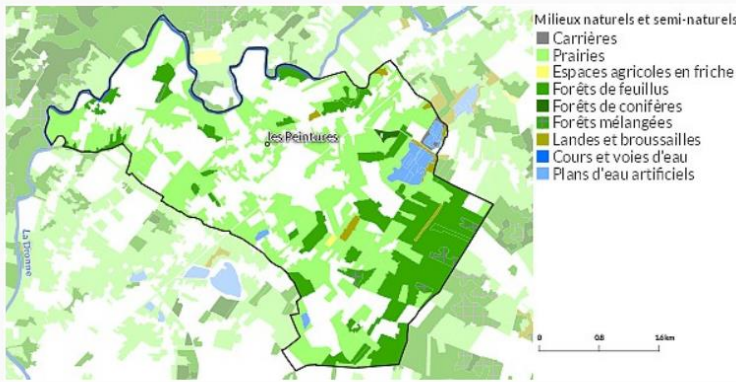 Milieux naturels et semi-naturels
Carrières
Prairies
Espaces agricoles en friche
Forêts de feuillus
Forêts de conifères
Forêts mélangées
Landes et broussailles
Cours et voies d'eau
Plans d'eau artificiels
les Peintures
La Dronne
0 0.8 1.6 km